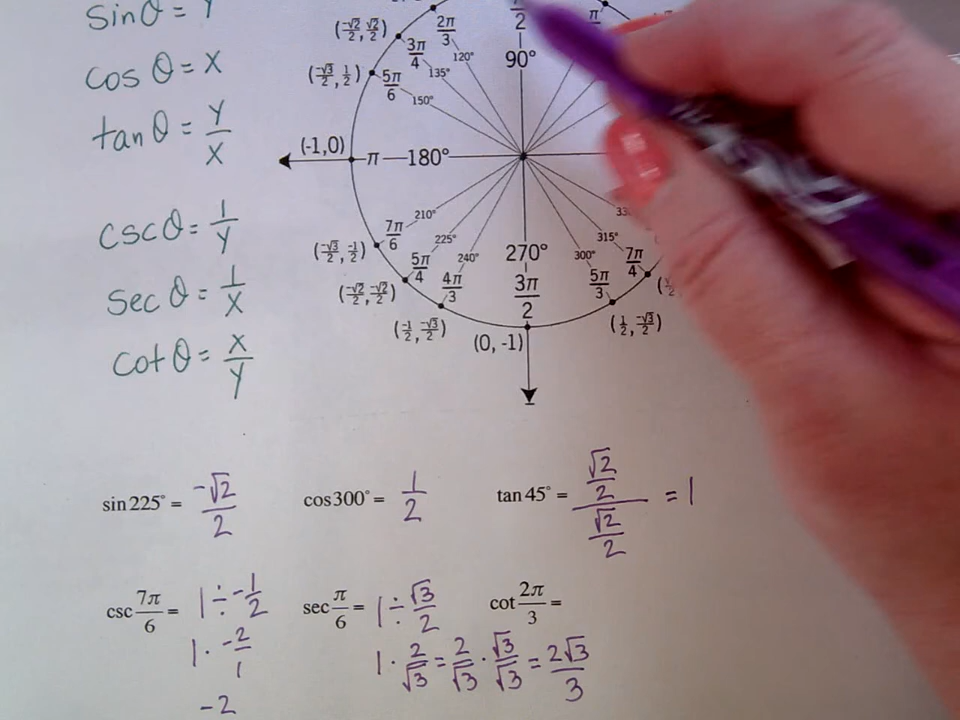 sinθ = Y
cos θ = X
tan θ = Y/X
csc θ = 1/Y
sec θ = 1/X
cot θ = X/Y
(-√2/2, √2/2)
3π/4
135°
2π/3
120°
π/2
90°
(-√3/2, 1/2)
5π/6
150°
(-1,0)
π
180°
(-√3/2, -1/2)
7π/6
210°
(-√2/2, -√2/2)
5π/4
225°
(-1/2, -√3/2)
4π/3
240°
270°
3π/2
(0, -1)
300°
5π/3
(1/2, -√3/2)
315°
7π/4
sin 225° = -√2/2
cos 300° = 1/2
tan 45° = (√2/2)/(√2/2) = 1
csc 7π/6 = 1 ÷ -1/2
1 · -2/1
-2
sec π/6 = 1 ÷ √3/2
1 · 2/√3 = 2/√3 · √3/√3 = 2√3/3
cot 2π/3 =